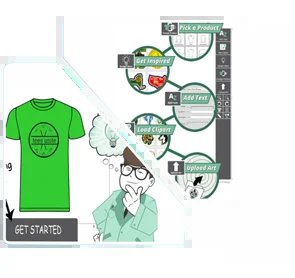 Pick a Product
Get Inspired
Add Text
Load Clipart
Upload Art
GET STARTED